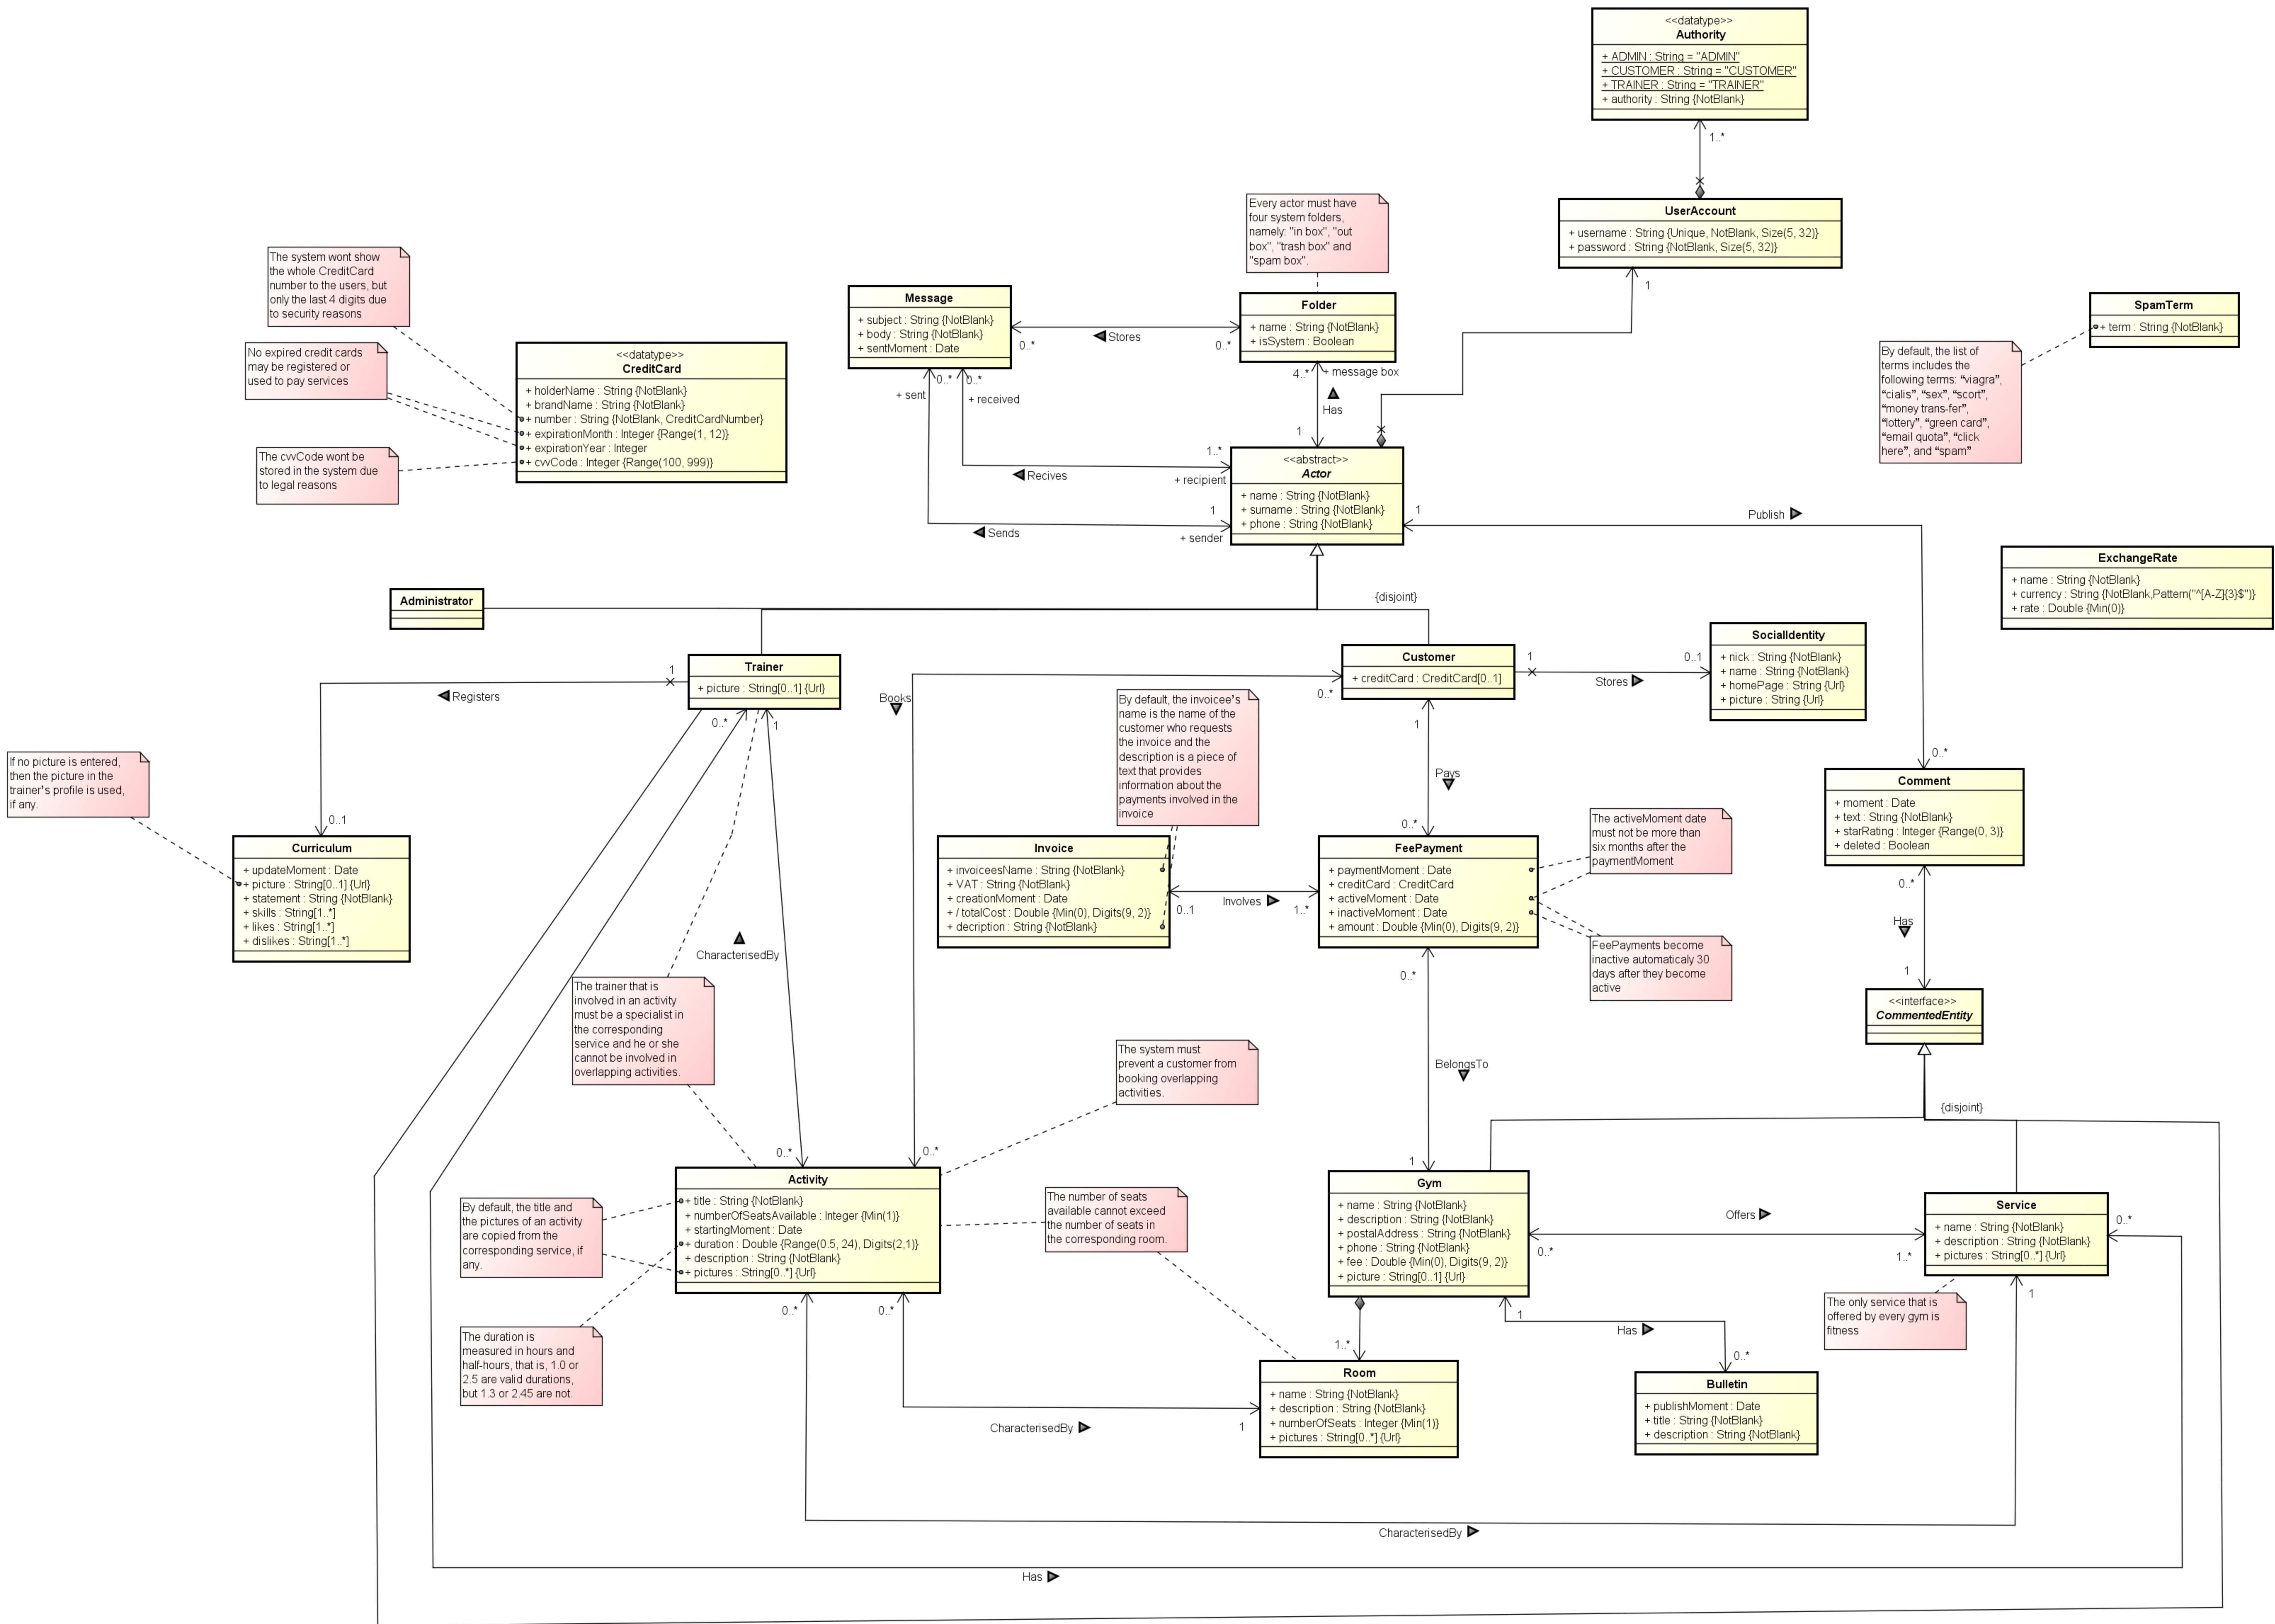 <<datatype>>
Authority
+ ADMIN : String = "ADMIN"
+ CUSTOMER : String = "CUSTOMER"
+ TRAINER : String = "TRAINER"
+ authority : String {NotBlank}
1..*
UserAccount
+ username : String {Unique, NotBlank, Size(5, 32)}
+ password : String {NotBlank, Size(5, 32)}
1
Every actor must have
four system folders,
namely: "in box", "out
box", "trash box" and
"spam box".
The system wont show
the whole CreditCard
number to the users, but
only the last 4 digits due
to security reasons
No expired credit cards
may be registered or
used to pay services
The cvvCode wont be
stored in the system due
to legal reasons
<<datatype>>
CreditCard
+ holderName : String {NotBlank}
+ brandName : String {NotBlank}
+ number : String {NotBlank, CreditCardNumber}
+ expirationMonth : Integer {Range(1, 12)}
+ expirationYear : Integer
+ cvvCode : Integer {Range(100, 999)}
Message
+ subject : String {NotBlank}
+ body : String {NotBlank}
+ sentMoment : Date
0..*
Stores
0..*
Folder
+ name : String {NotBlank}
+ isSystem : Boolean
4..*
+ message box
Has
1
0..*
0..*
+ sent
+ received
1..*
Recives
+ recipient
1
Sends
+ sender
<<abstract>>
Actor
+ name : String {NotBlank}
+ surname : String {NotBlank}
+ phone : String {NotBlank}
1
Publish
SpamTerm
+ term : String {NotBlank}
By default, the list of
terms includes the
following terms: “viagra”,
“cialis”, “sex”, “scort”,
“money trans-fer”,
“lottery”, “green card”,
“email quota”, “click
here”, and “spam”
ExchangeRate
+ name : String {NotBlank}
+ currency : String {NotBlank,Pattern("^[A-Z]{3}$")}
+ rate : Double {Min(0)}
Administrator
{disjoint}
Trainer
+ picture : String[0..1] {Url}
1
Registers
0..*
1
Books
Customer
+ creditCard : CreditCard[0..1]
0..*
1
1
0..1
Stores
SocialIdentity
+ nick : String {NotBlank}
+ name : String {NotBlank}
+ homePage : String {Url}
+ picture : String {Url}
By default, the invoicee's
name is the name of the
customer who requests
the invoice and the
description is a piece of
text that provides
information about the
payments involved in the
invoice
Pays
0..*
0..*
If no picture is entered,
then the picture in the
trainer's profile is used,
if any.
0..1
Curriculum
+ updateMoment : Date
+ picture : String[0..1] {Url}
+ statement : String {NotBlank}
+ skills : String[1..*]
+ likes : String[1..*]
+ dislikes : String[1..*]
Invoice
+ invoiceesName : String {NotBlank}
+ VAT : String {NotBlank}
+ creationMoment : Date
+ / totalCost : Double {Min(0), Digits(9, 2)}
+ decription : String {NotBlank}
0..1
Involves
1..*
FeePayment
+ paymentMoment : Date
+ creditCard : CreditCard
+ activeMoment : Date
+ inactiveMoment : Date
+ amount : Double {Min(0), Digits(9, 2)}
The activeMoment date
must not be more than
six months after the
paymentMoment
FeePayments become
inactive automaticaly 30
days after they become
active
Comment
+ moment : Date
+ text : String {NotBlank}
+ starRating : Integer {Range(0, 3)}
+ deleted : Boolean
0..*
Has
1
<<interface>>
CommentedEntity
{disjoint}
CharacterisedBy
The trainer that is
involved in an activity
must be a specialist in
the corresponding
service and he or she
cannot be involved in
overlapping activities.
The system must
prevent a customer from
booking overlapping
activities.
0..*
BelongsTo
1
0..*
0..*
Activity
+ title : String {NotBlank}
+ numberOfSeatsAvailable : Integer {Min(1)}
+ startingMoment : Date
+ duration : Double {Range(0.5, 24), Digits(2,1)}
+ description : String {NotBlank}
+ pictures : String[0..*] {Url}
By default, the title and
the pictures of an activity
are copied from the
corresponding service, if
any.
The duration is
measured in hours and
half-hours, that is, 1.0 or
2.5 are valid durations,
but 1.3 or 2.45 are not.
The number of seats
available cannot exceed
the number of seats in
the corresponding room.
Gym
+ name : String {NotBlank}
+ description : String {NotBlank}
+ postalAddress : String {NotBlank}
+ phone : String {NotBlank}
+ fee : Double {Min(0), Digits(9, 2)}
+ picture : String[0..1] {Url}
Offers
0..*
1..*
Service
+ name : String {NotBlank}
+ description : String {NotBlank}
+ pictures : String[0..*] {Url}
0..*
1
The only service that is
offered by every gym is
fitness
1
Has
0..*
Bulletin
+ publishMoment : Date
+ title : String {NotBlank}
+ description : String {NotBlank}
1..*
Room
+ name : String {NotBlank}
+ description : String {NotBlank}
+ numberOfSeats : Integer {Min(1)}
+ pictures : String[0..*] {Url}
0..*
0..*
CharacterisedBy
1
CharacterisedBy
Has